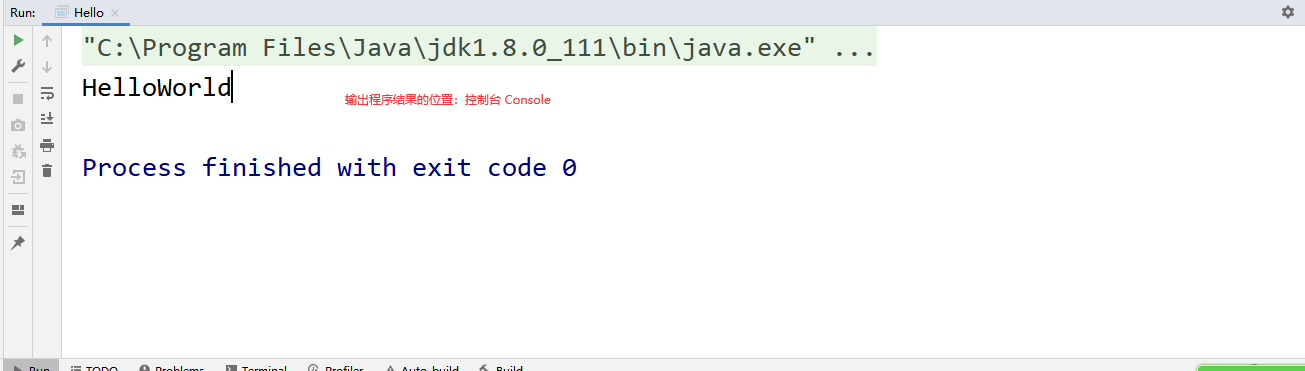 Run: Hello
"C:\Program Files\Java\jdk1.8.0_111\bin\java.exe" ...
HelloWorld
输出程序结果的位置：控制台 Console
Process finished with exit code 0
Run TODO Problems Terminal Profiler Auto-build Build